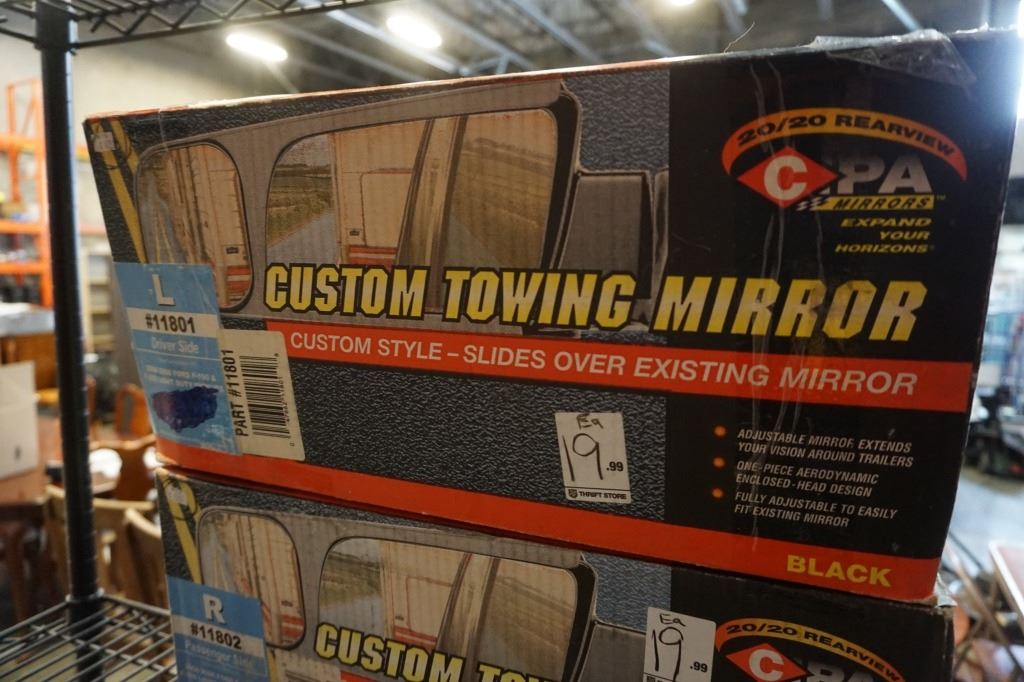 20/20 REARVIEW
CIPA
MIRRORS™
EXPAND
YOUR
HORIZONS®
CUSTOM TOWING MIRROR
CUSTOM STYLE – SLIDES OVER EXISTING MIRROR
L
#11801
Driver Side
PART #11801
Ea
19.99
THRIFT STORE
ADJUSTABLE MIRROR EXTENDS
YOUR VISION AROUND TRAILERS
ONE-PIECE AERODYNAMIC
ENCLOSED-HEAD DESIGN
FULLY ADJUSTABLE TO EASILY
FIT EXISTING MIRROR
BLACK
R
#11802
Passenger Side
CUSTOM
Ea
19.99
20/20 REARVIEW